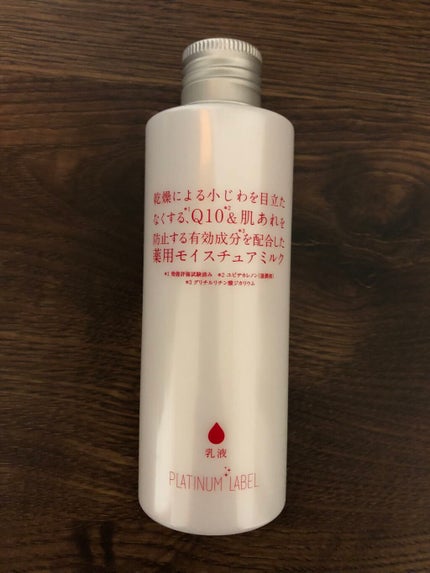 乾燥による小じわを目立た
なくする、*1 Q10*2&肌あれを
防止する有効成分*3を配合した
薬用モイスチュアミルク
*1 効能評価試験済み *2 ユビデカレノン(湿潤剤)
*3 グリチルリチン酸ジカリウム
乳液
PLATINUM LABEL